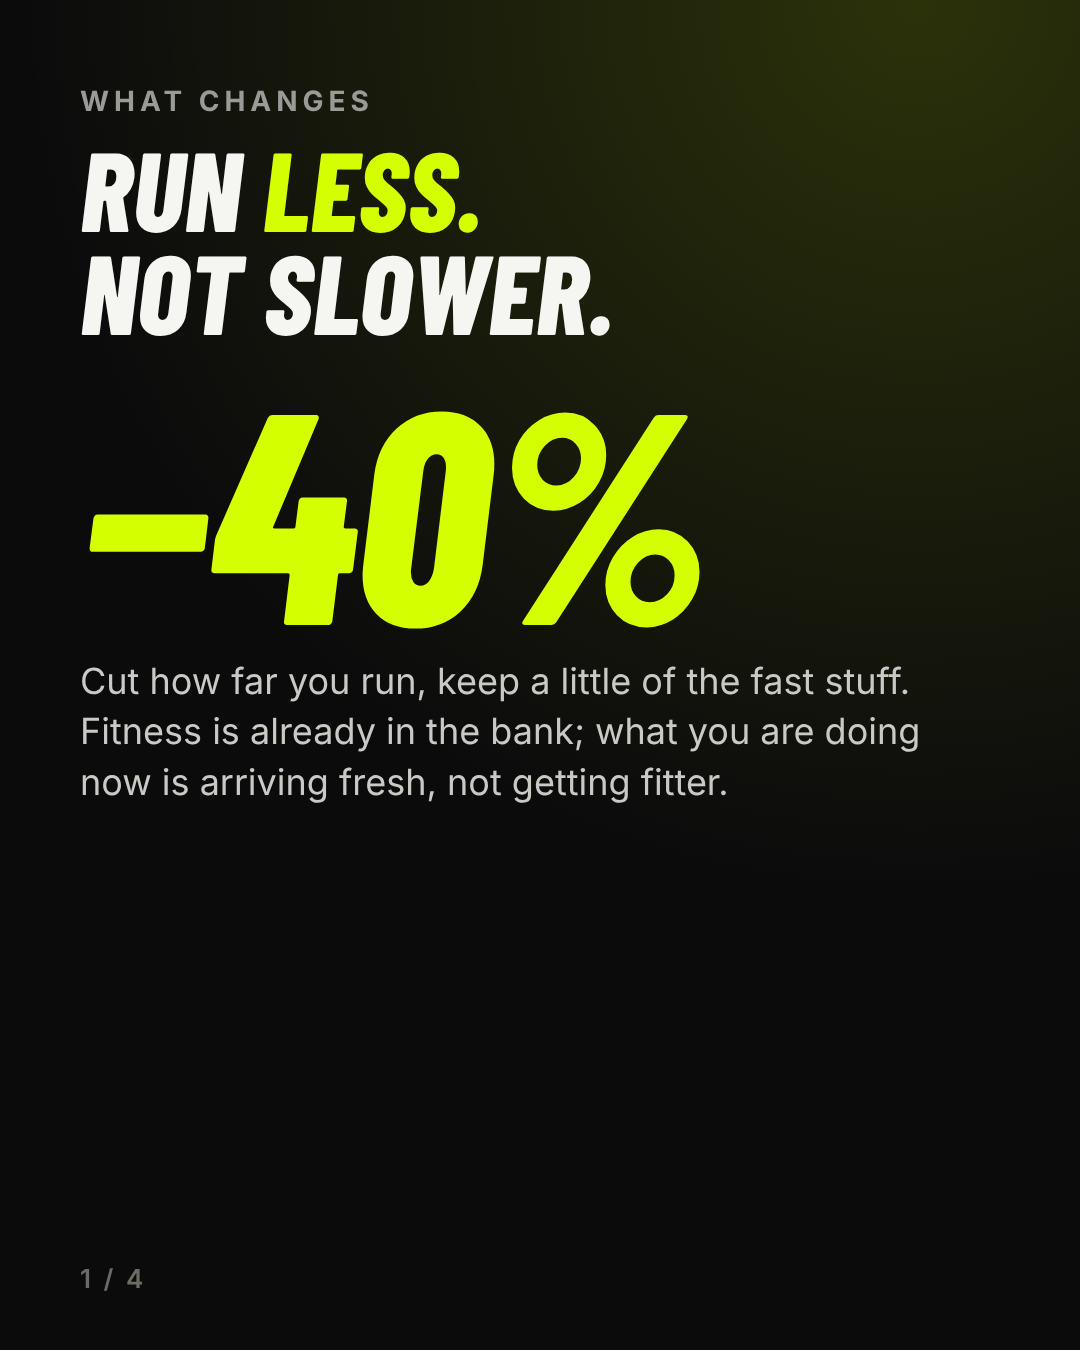 WHAT CHANGES
RUN LESS.
NOT SLOWER.
–40%
Cut how far you run, keep a little of the fast stuff.
Fitness is already in the bank; what you are doing
now is arriving fresh, not getting fitter.
1 / 4